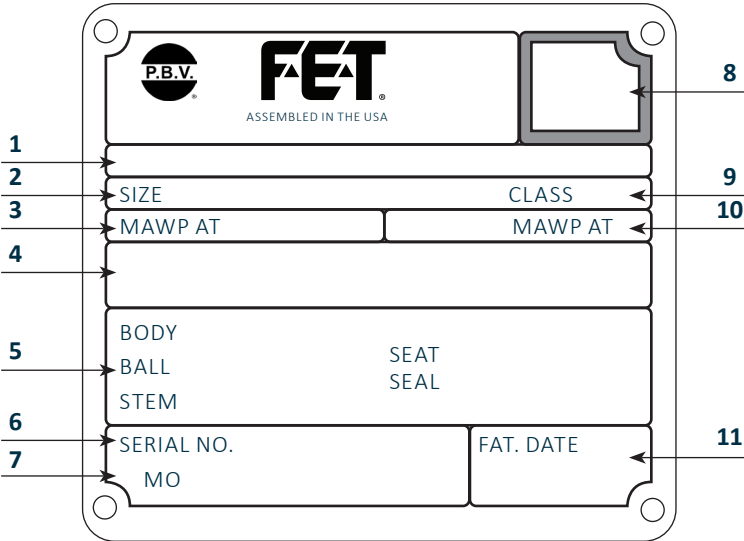 P.B.V.
®
FET
®
ASSEMBLED IN THE USA
8
1
2
SIZE
CLASS
9
3
MAWP AT
MAWP AT
10
4
BODY
5
BALL
SEAT
SEAL
STEM
6
SERIAL NO.
FAT. DATE
11
7
MO